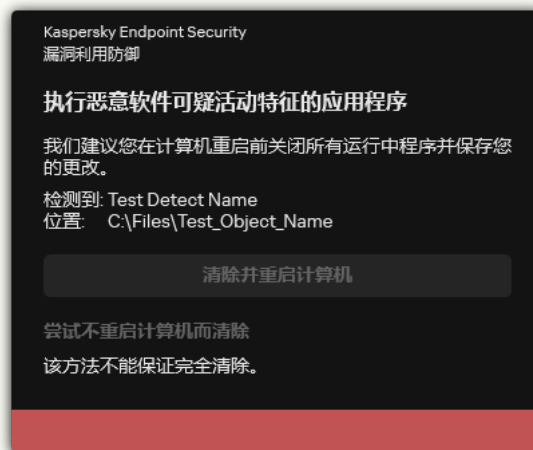 Kaspersky Endpoint Security
漏洞利用防御
执行恶意软件可疑活动特征的应用程序
我们建议您在计算机重启前关闭所有运行中程序并保存您
的更改。
检测到: Test Detect Name
位置: C:\Files\Test_Object_Name
清除并重启计算机
尝试不重启计算机而清除
该方法不能保证完全清除。